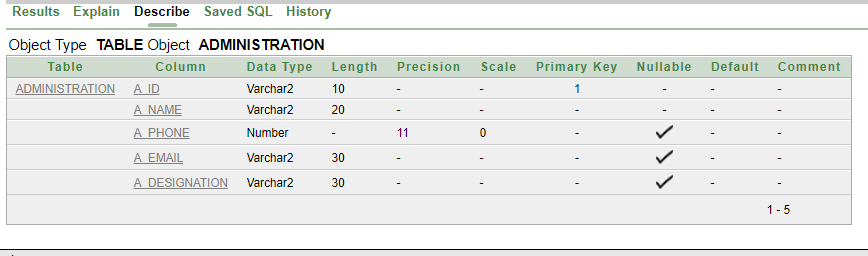 Results Explain Describe Saved SQL History
Object Type TABLE Object ADMINISTRATION
Table Column Data Type Length Precision Scale Primary Key Nullable Default Comment
ADMINISTRATION A_ID Varchar2 10 - - 1 - - -
A_NAME Varchar2 20 - - - - - -
A_PHONE Number - 11 0 - ✓ - -
A_EMAIL Varchar2 30 - - - ✓ - -
A_DESIGNATION Varchar2 30 - - - ✓ - -
1 - 5